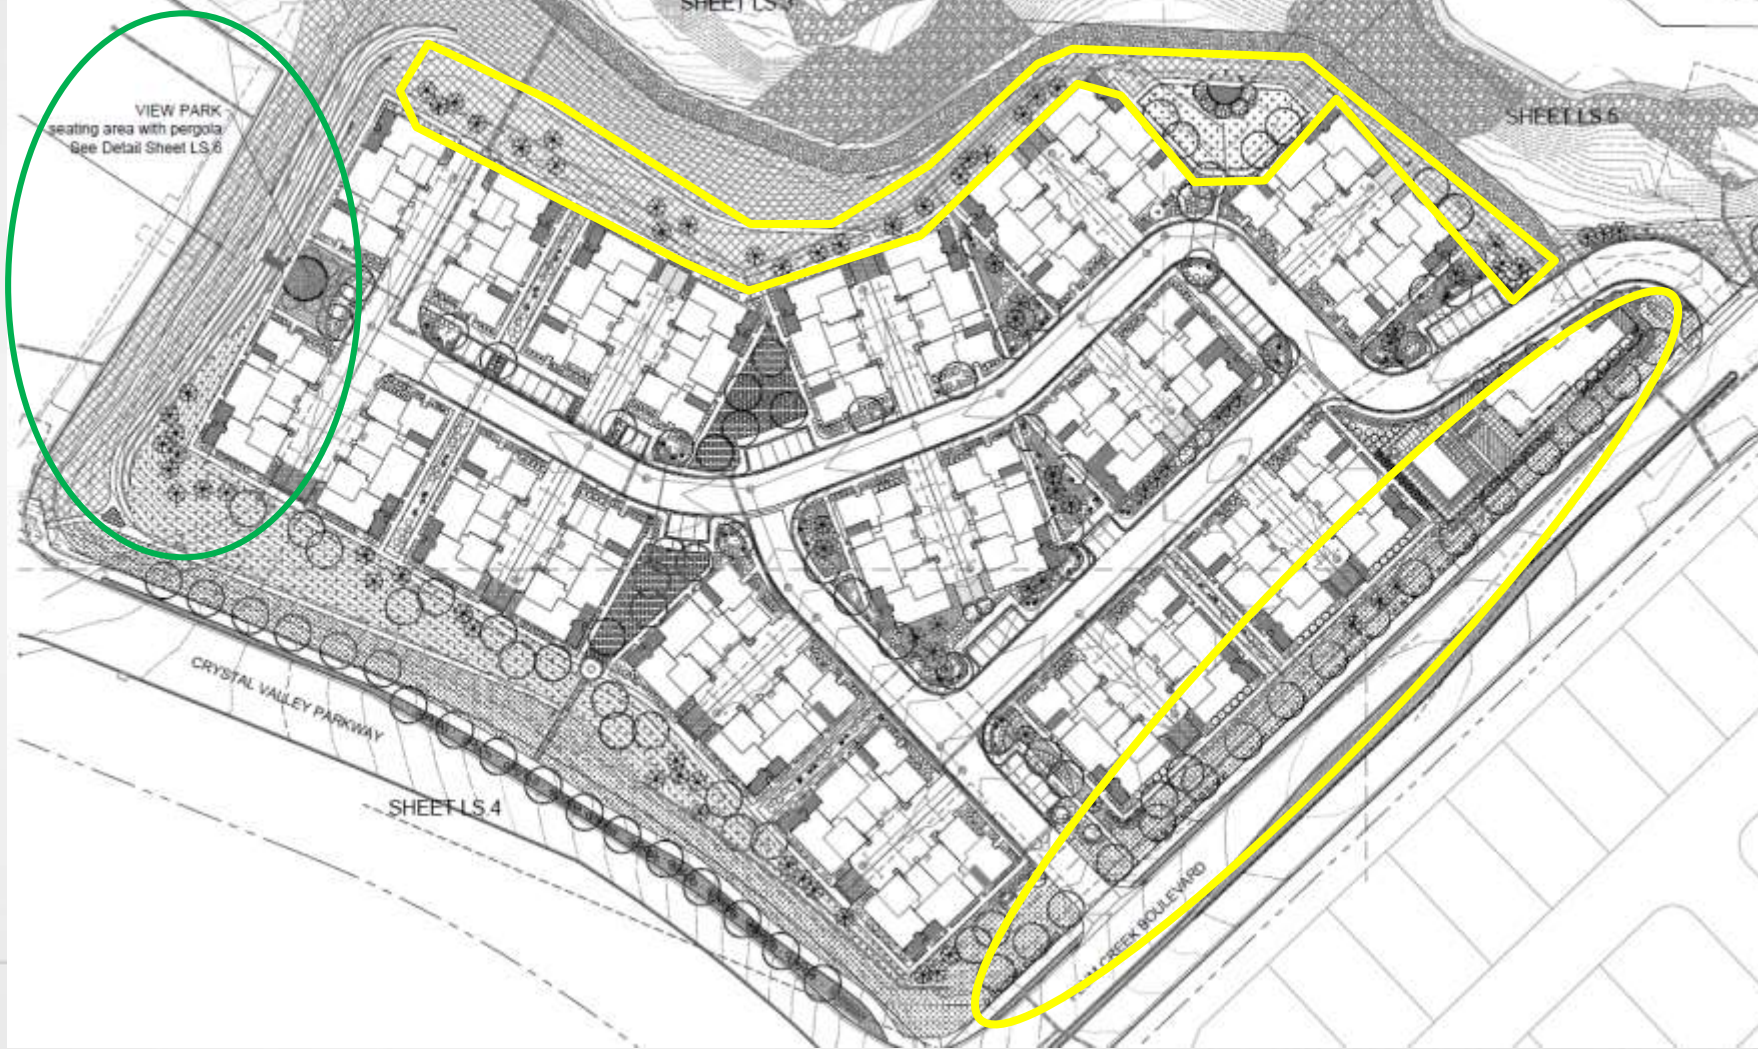 SHEET LS 3
VIEW PARK
seating area with pergola
See Detail Sheet LS.6
SHEET LS 5
CRYSTAL VALLEY PARKWAY
SHEET LS.4
CREEK BOULEVARD